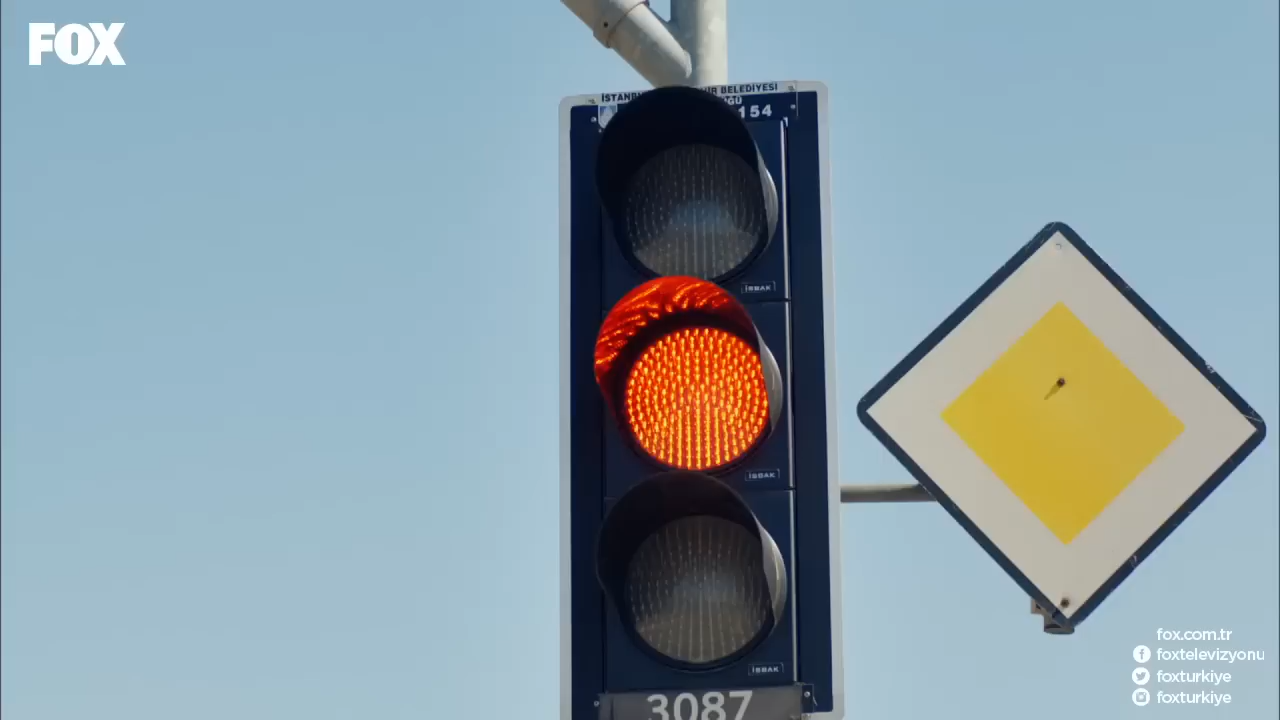 FOX
BELEDİYESİ
154
İSBAK
İSBAK
İSBAK
3087
fox.com.tr
foxtelevizyonu
foxturkiye
foxturkiye